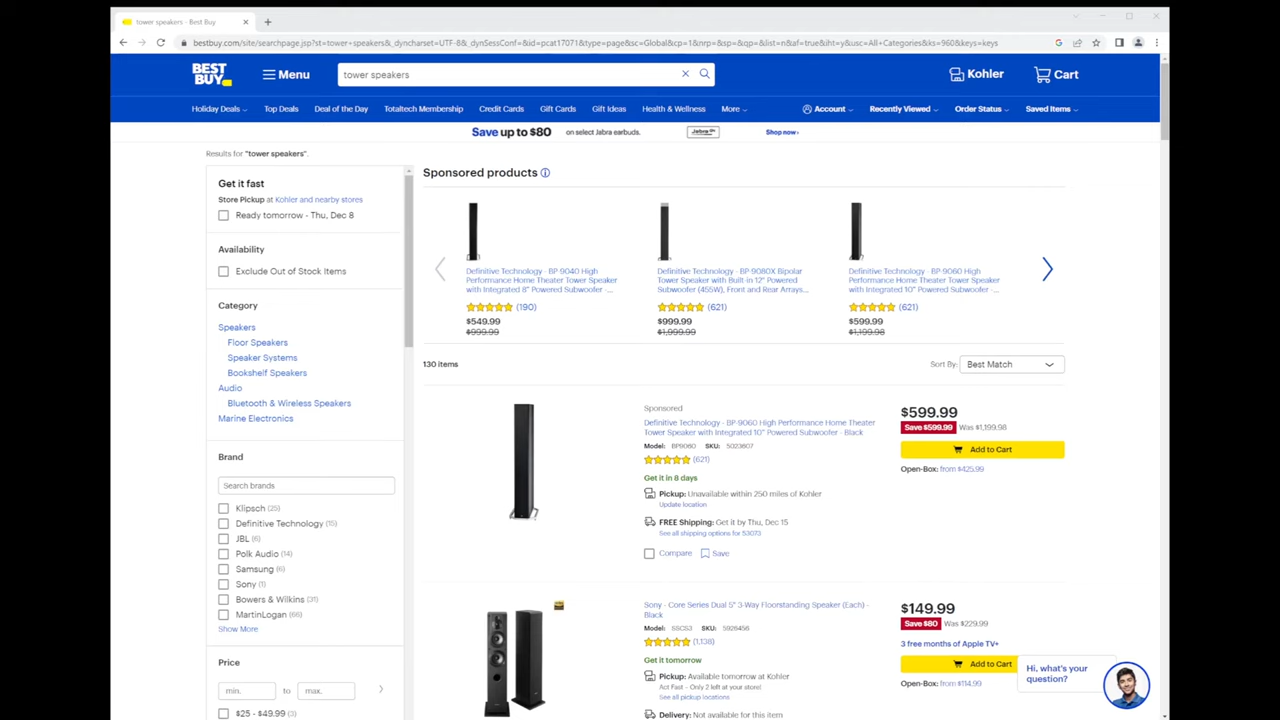 tower speakers - Best Buy
bestbuy.com/site/searchpage.jsp?st=tower+speakers&_dyncharset=UTF-8&_dynSessConf=&id=pcat17071&type=page&sc=Global&cp=1&nrp=&sp=&qp=&list=n&af=true&iht=y&usc=All+Categories&ks=960&keys=keys
BEST BUY
Menu
tower speakers
Kohler
Cart
Holiday Deals Top Deals Deal of the Day Totaltech Membership Credit Cards Gift Cards Gift Ideas Health & Wellness More Account Recently Viewed Order Status Saved Items
Save up to $80 on select Jabra earbuds. Jabra Shop now ›
Results for "tower speakers".
Get it fast
Store Pickup at Kohler and nearby stores
Ready tomorrow - Thu, Dec 8
Availability
Exclude Out of Stock Items
Category
Speakers
Floor Speakers
Speaker Systems
Bookshelf Speakers
Audio
Bluetooth & Wireless Speakers
Marine Electronics
Brand
Search brands
Klipsch (25)
Definitive Technology (15)
JBL (6)
Polk Audio (14)
Samsung (6)
Sony (1)
Bowers & Wilkins (31)
MartinLogan (66)
Show More
Price
min. to max.
$25 - $49.99 (3)
Sponsored products
Definitive Technology - BP-9040 High
Performance Home Theater Tower Speaker
with Integrated 8" Powered Subwoofer -...
(190)
$549.99
$999.99
Definitive Technology - BP-9080X Bipolar
Tower Speaker with Built-in 12" Powered
Subwoofer (455W), Front and Rear Arrays...
(621)
$999.99
$1,999.99
Definitive Technology - BP-9060 High
Performance Home Theater Tower Speaker
with Integrated 10" Powered Subwoofer -...
(621)
$599.99
$1,199.98
130 items
Sort By: Best Match
Sponsored
Definitive Technology - BP-9060 High Performance Home Theater
Tower Speaker with Integrated 10" Powered Subwoofer - Black
Model: BP9060 SKU: 5023607
(621)
Get it in 8 days
Pickup: Unavailable within 250 miles of Kohler
Update location
FREE Shipping: Get it by Thu, Dec 15
See all shipping options for 53073
Compare Save
$599.99
Save $599.99 Was $1,199.98
Add to Cart
Open-Box: from $425.99
Sony - Core Series Dual 5" 3-Way Floorstanding Speaker (Each) -
Black
Model: SSCS3 SKU: 5926456
(1,138)
Get it tomorrow
Pickup: Available tomorrow at Kohler
Act Fast - Only 2 left at your store!
See all pickup locations
Delivery: Not available for this item
$149.99
Save $80 Was $229.99
3 free months of Apple TV+
Add to Cart
Open-Box: from $114.99
Hi, what's your
question?